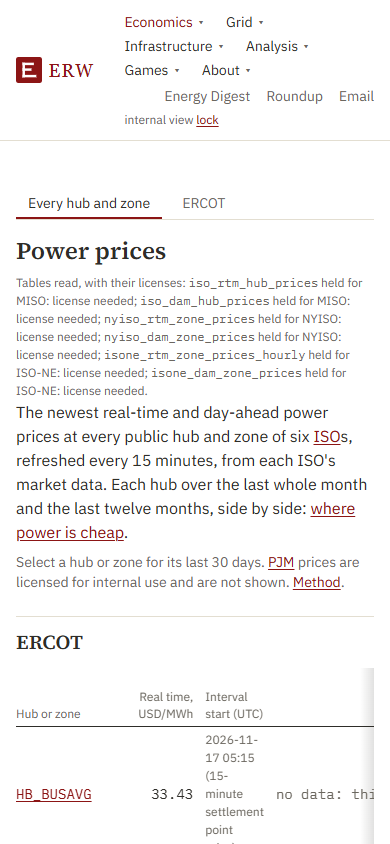 Economics ▾ Grid ▾
E ERW
Infrastructure ▾ Analysis ▾
Games ▾ About ▾
Energy Digest Roundup Email
internal view lock
Every hub and zone ERCOT
Power prices
Tables read, with their licenses: iso_rtm_hub_prices held for
MISO: license needed; iso_dam_hub_prices held for MISO:
license needed; nyiso_rtm_zone_prices held for NYISO:
license needed; nyiso_dam_zone_prices held for NYISO:
license needed; isone_rtm_zone_prices_hourly held for
ISO-NE: license needed; isone_dam_zone_prices held for
ISO-NE: license needed.
The newest real-time and day-ahead power
prices at every public hub and zone of six ISOs,
refreshed every 15 minutes, from each ISO's
market data. Each hub over the last whole month
and the last twelve months, side by side: where
power is cheap.
Select a hub or zone for its last 30 days. PJM prices are
licensed for internal use and are not shown. Method.
ERCOT
Real time, Interval
Hub or zone USD/MWh start (UTC)
2026-11-
17 05:15
(15-
HB_BUSAVG 33.43 minute no data: thi
settlement
point